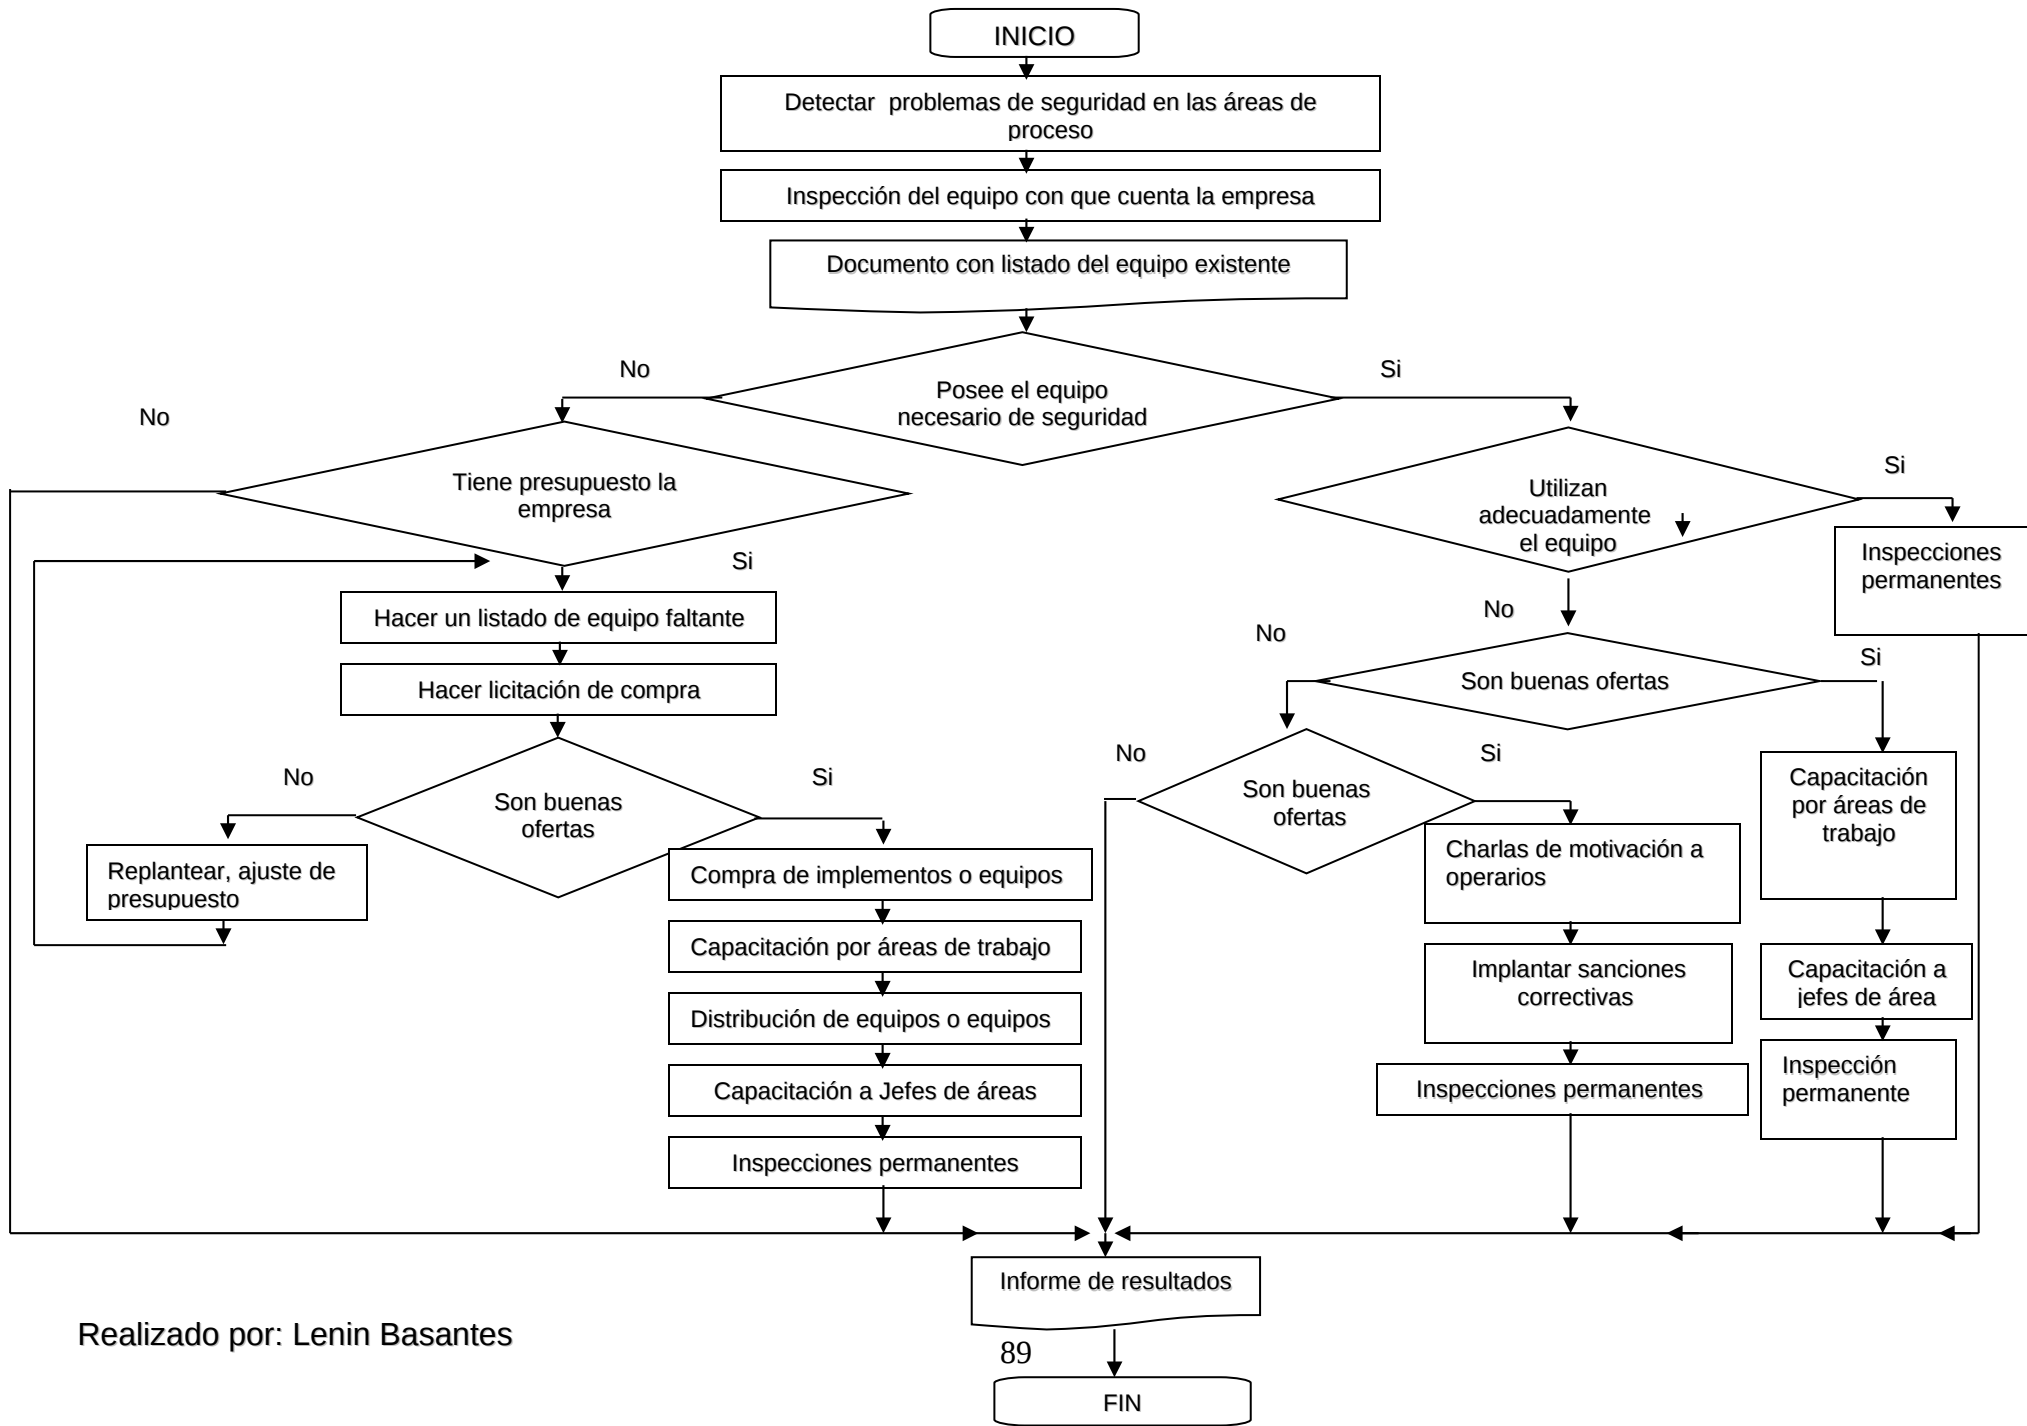 INICIO
Detectar  problemas de seguridad en las áreas de
proceso
Inspección del equipo con que cuenta la empresa
Documento con listado del equipo existente
No
Si
Posee el equipo
necesario de seguridad
No
Tiene presupuesto la
empresa
Si
Utilizan
adecuadamente
el equipo
Si
Inspecciones
permanentes
Hacer un listado de equipo faltante
Hacer licitación de compra
No
Son buenas
ofertas
Si
Replantear, ajuste de
presupuesto
Compra de implementos o equipos
Capacitación por áreas de trabajo
Distribución de equipos o equipos
Capacitación a Jefes de áreas
Inspecciones permanentes
No
No
Son buenas ofertas
Si
No
Son buenas
ofertas
Si
Charlas de motivación a
operarios
Implantar sanciones
correctivas
Inspecciones permanentes
Capacitación
por áreas de
trabajo
Capacitación a
jefes de área
Inspección
permanente
Informe de resultados
Realizado por: Lenin Basantes
89
FIN